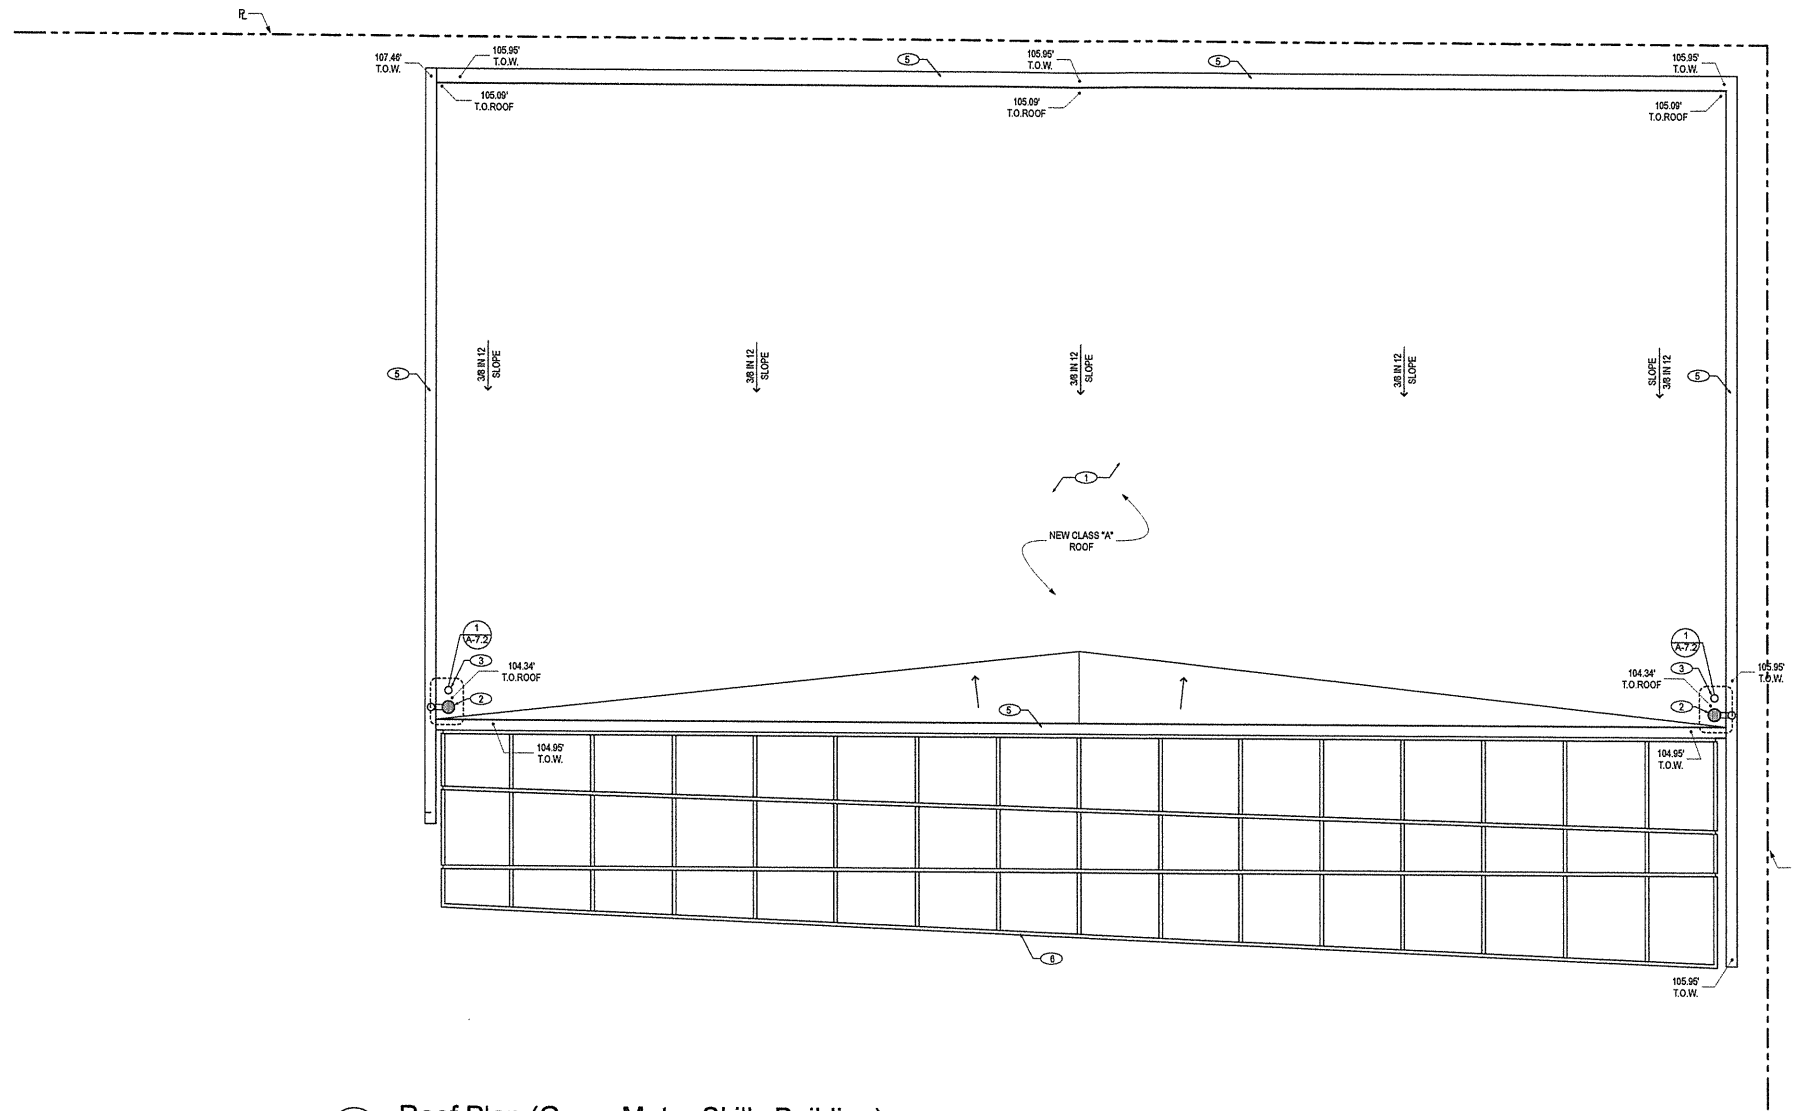 PL
107.46'
T.O.W.
105.95'
T.O.W.
5
105.95'
T.O.W.
5
105.95'
T.O.W.
105.09'
T.O.ROOF
105.09'
T.O.ROOF
105.09'
T.O.ROOF
5
3/8 IN 12
SLOPE
3/8 IN 12
SLOPE
3/8 IN 12
SLOPE
3/8 IN 12
SLOPE
SLOPE
3/8 IN 12
5
1
NEW CLASS "A"
ROOF
1
A-7.2
3
104.34'
T.O.ROOF
2
1
A-7.2
3
104.34'
T.O.ROOF
2
105.95'
T.O.W.
5
104.95'
T.O.W.
104.95'
T.O.W.
6
105.95'
T.O.W.